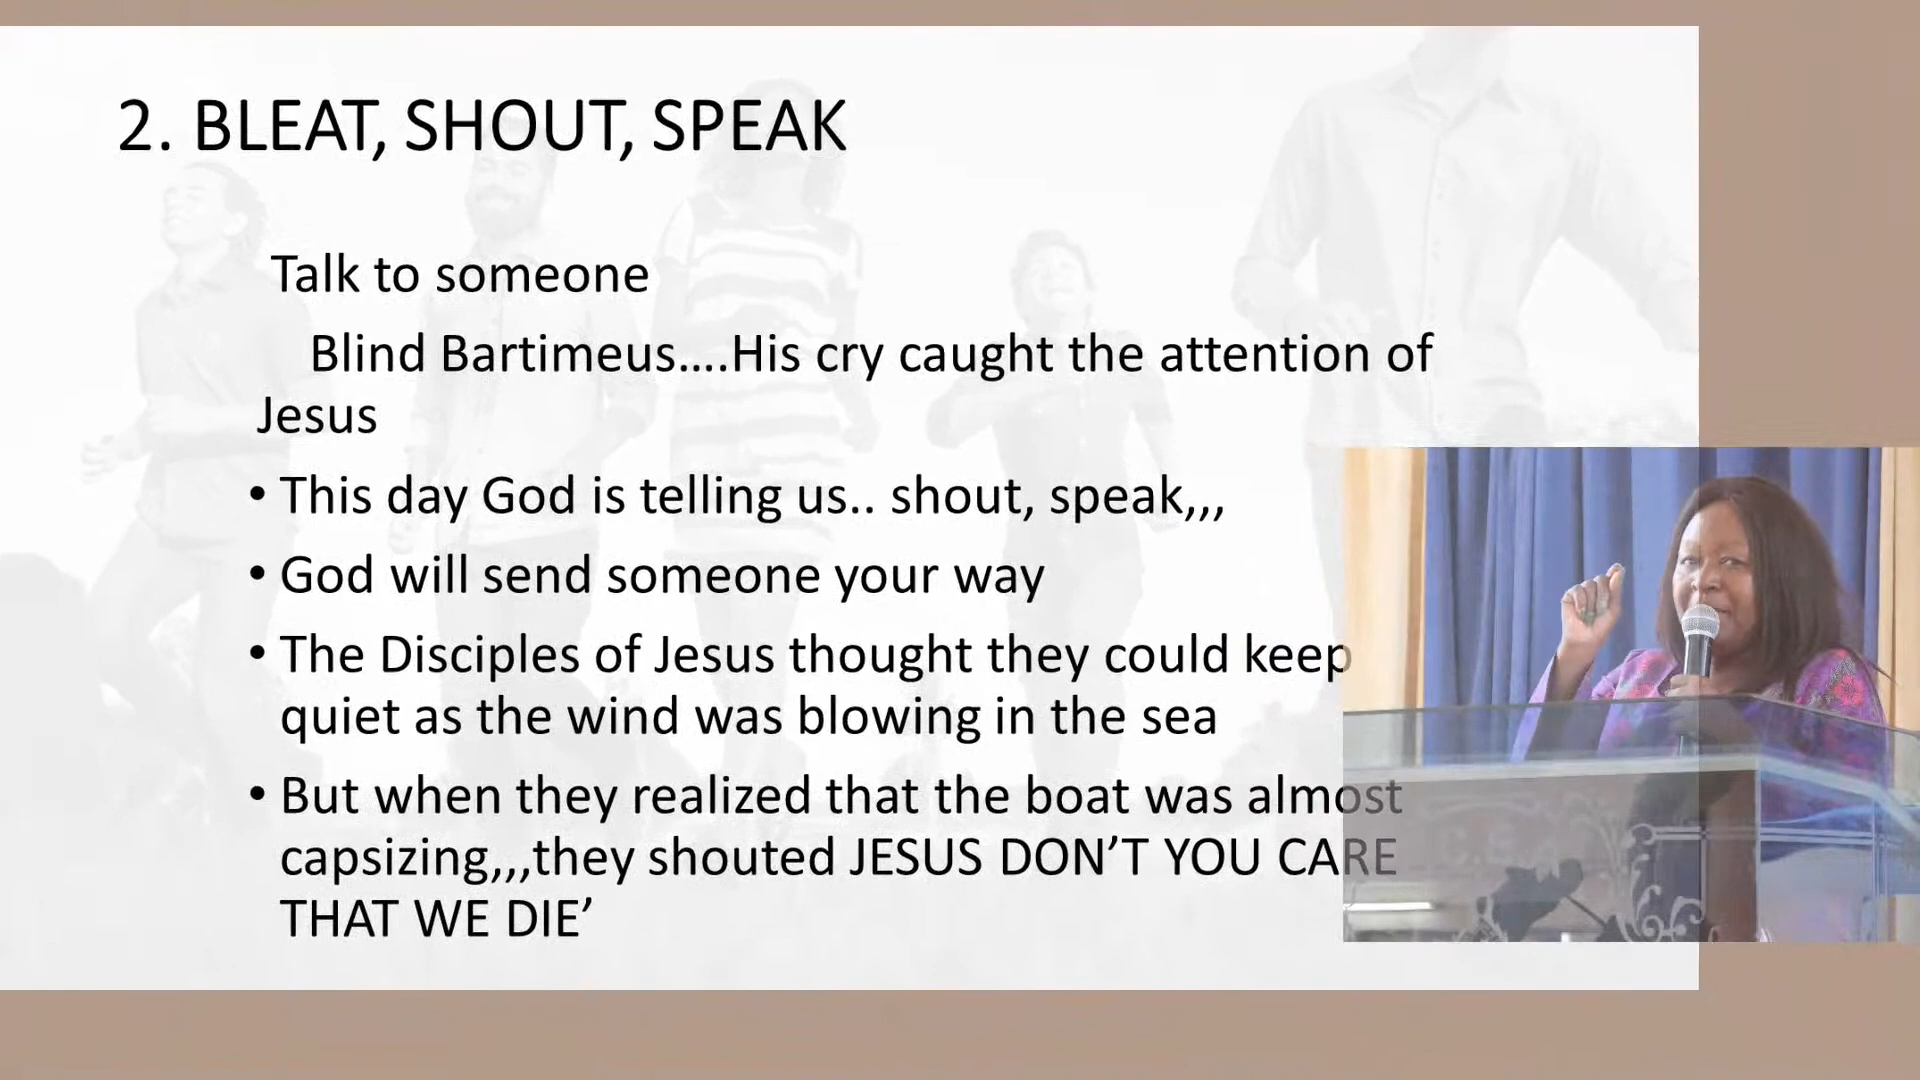 2. BLEAT, SHOUT, SPEAK
Talk to someone
Blind Bartimeus....His cry caught the attention of
Jesus
• This day God is telling us.. shout, speak,,,
• God will send someone your way
• The Disciples of Jesus thought they could keep
quiet as the wind was blowing in the sea
• But when they realized that the boat was almost
capsizing,,,they shouted JESUS DON’T YOU CARE
THAT WE DIE’